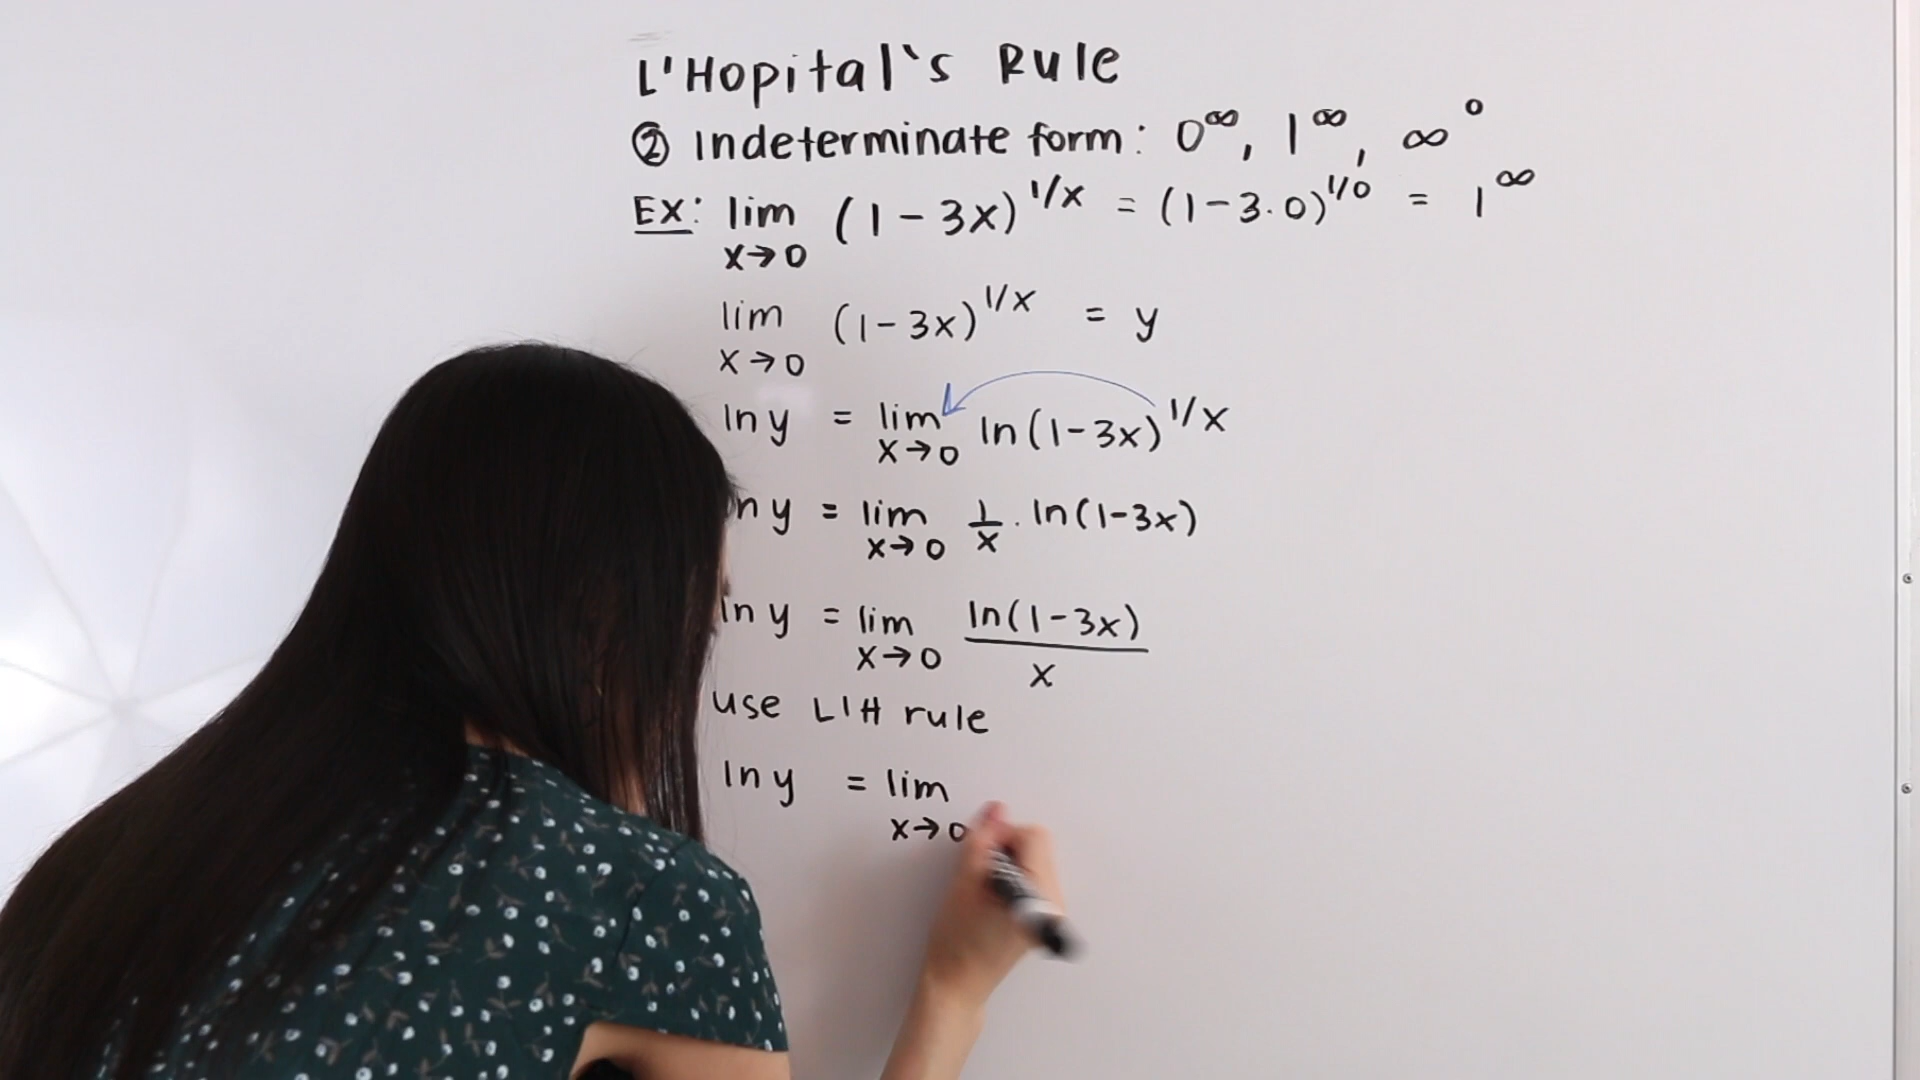 L'Hopital's Rule
② Indeterminate form: 0^∞, 1^∞, ∞^0
EX: lim x→0 (1-3x)^1/x = (1-3·0)^1/0 = 1^∞
lim x→0 (1-3x)^1/x = y
ln y = lim x→0 ln(1-3x)^1/x
ln y = lim x→0 1/x · ln(1-3x)
ln y = lim x→0 ln(1-3x)/x
use L'H rule
ln y = lim x→0